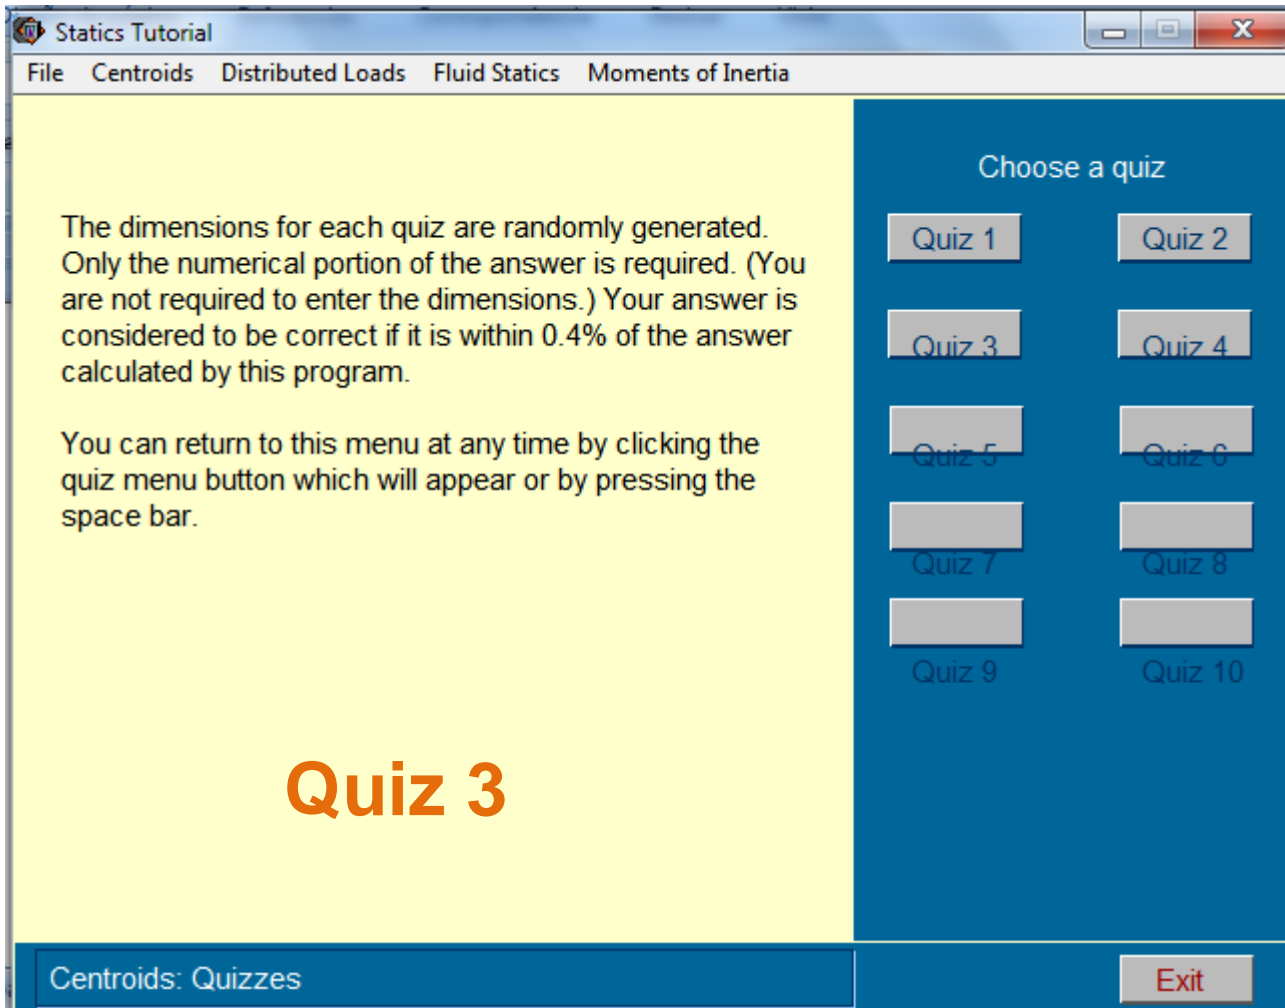 Statics Tutorial
File Centroids Distributed Loads Fluid Statics Moments of Inertia
Choose a quiz
The dimensions for each quiz are randomly generated.
Only the numerical portion of the answer is required. (You
are not required to enter the dimensions.) Your answer is
considered to be correct if it is within 0.4% of the answer
calculated by this program.
You can return to this menu at any time by clicking the
quiz menu button which will appear or by pressing the
space bar.
Quiz 1 Quiz 2
Quiz 3 Quiz 4
Quiz 5 Quiz 6
Quiz 7 Quiz 8
Quiz 9 Quiz 10
Quiz 3
Centroids: Quizzes
Exit